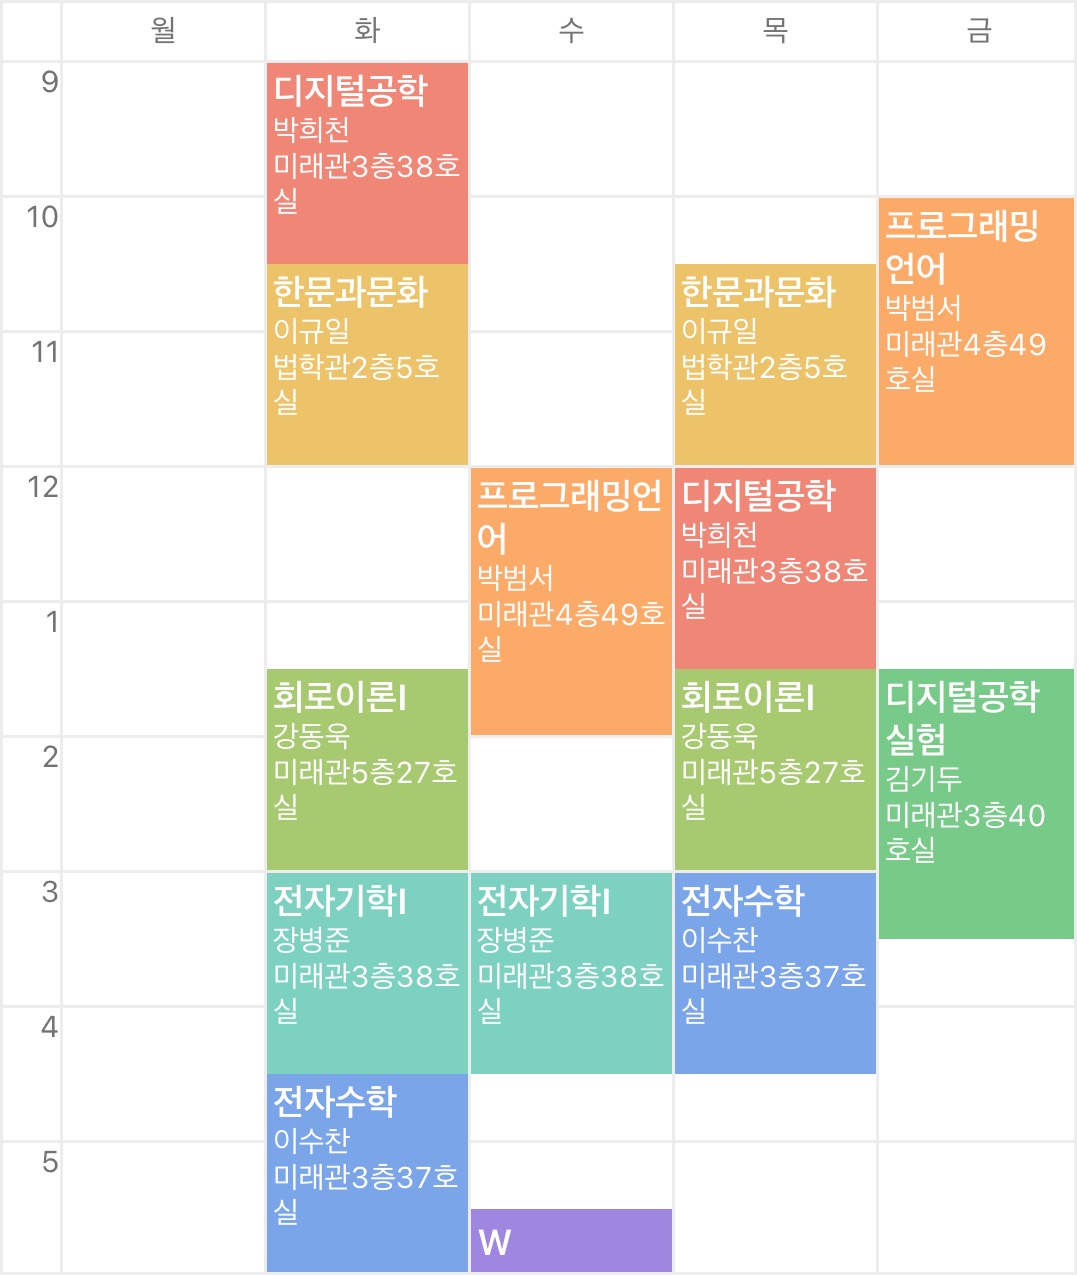 월
화
수
목
금
9
디지털공학
박희천
미래관3층38호
실
10
프로그래밍
언어
박범서
미래관4층49
호실
한문과문화
이규일
법학관2층5호
실
한문과문화
이규일
법학관2층5호
실
11
12
프로그래밍언
어
박범서
미래관4층49호
실
디지털공학
박희천
미래관3층38호
실
1
회로이론I
강동욱
미래관5층27호
실
회로이론I
강동욱
미래관5층27호
실
디지털공학
실험
김기두
미래관3층40
호실
2
3
전자기학I
장병준
미래관3층38호
실
전자기학I
장병준
미래관3층38호
실
전자수학
이수찬
미래관3층37호
실
4
전자수학
이수찬
미래관3층37호
실
5
W